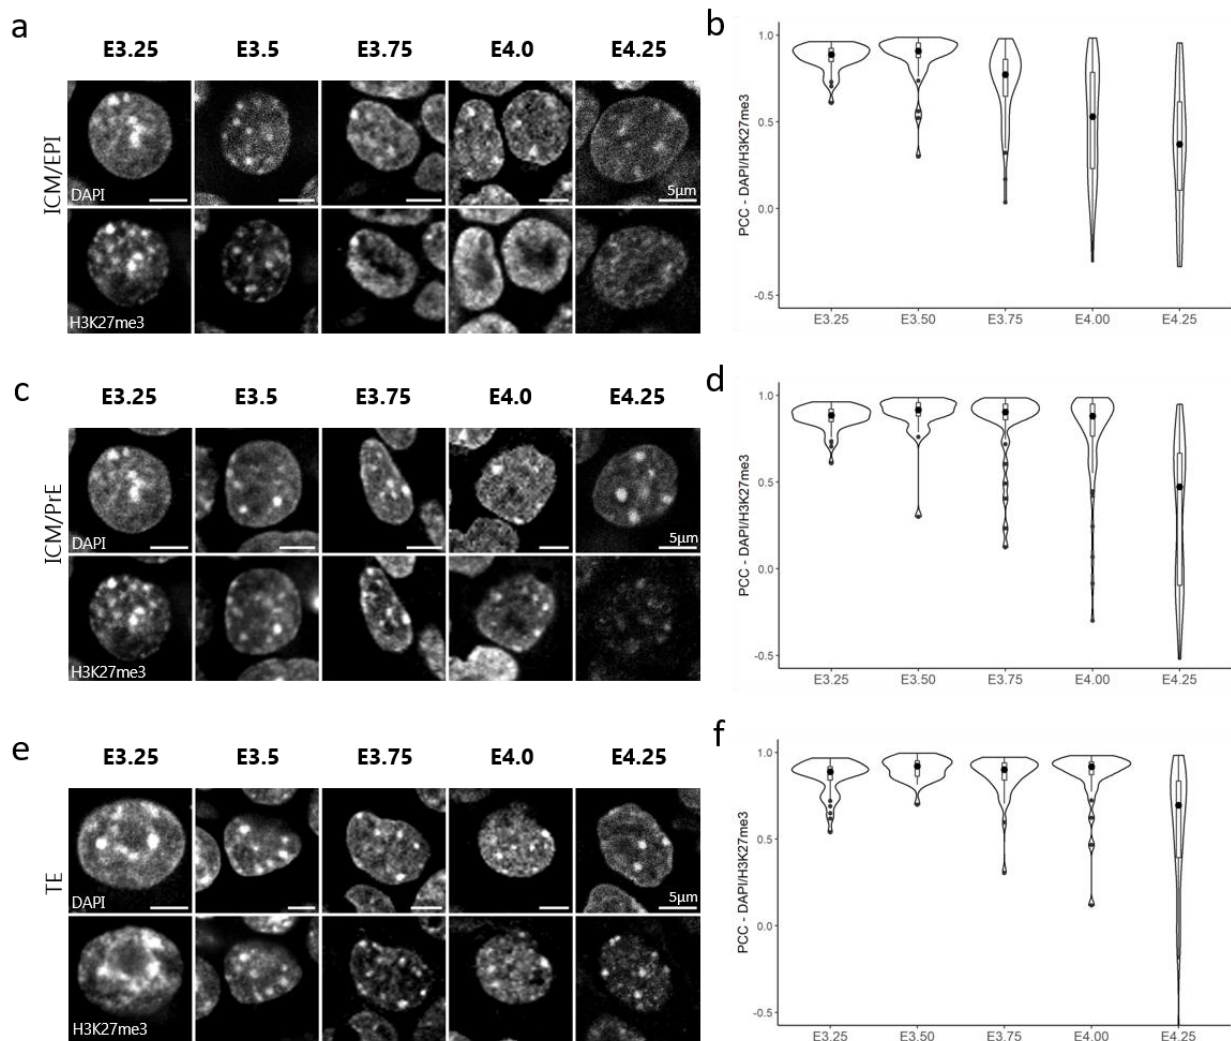 a
E3.25 E3.5 E3.75 E4.0 E4.25
ICM/EPI
DAPI
5μm
H3K27me3
b
PCC - DAPI/H3K27me3
1.0
0.5
0.0
-0.5
E3.25 E3.50 E3.75 E4.00 E4.25
c
E3.25 E3.5 E3.75 E4.0 E4.25
ICM/PrE
DAPI
5μm
H3K27me3
d
PCC - DAPI/H3K27me3
1.0
0.5
0.0
-0.5
E3.25 E3.50 E3.75 E4.00 E4.25
e
E3.25 E3.5 E3.75 E4.0 E4.25
TE
DAPI
5μm
H3K27me3
f
PCC - DAPI/H3K27me3
1.0
0.5
0.0
-0.5
E3.25 E3.50 E3.75 E4.00 E4.25